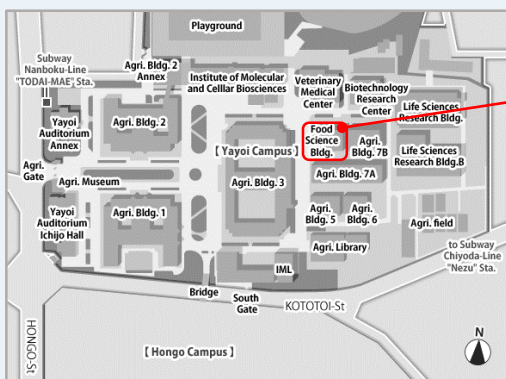 Playground
Subway
Nanboku-Line
"TODAI-MAE" Sta.
Agri. Bldg. 2
Annex
Institute of Molecular
and Celllar Biosciences
Veterinary
Medical
Center
Biotechnology
Research
Center
Life Sciences
Research Bldg.
Yayoi
Auditorium
Annex
Agri. Bldg. 2
【 Yayoi Campus 】
Food
Science
Bldg.
Agri.
Bldg. 7B
Life Sciences
Research Bldg.B
Agri.
Gate
Agri. Museum
Agri. Bldg. 3
Agri. Bldg. 7A
Yayoi
Auditorium
Ichijo Hall
Agri. Bldg. 1
Agri.
Bldg. 5
Agri.
Bldg. 6
Agri. field
Agri. Library
to Subway
Chiyoda-Line
"Nezu" Sta.
IML
Bridge
South
Gate
KOTOTOI-St
HONGO-St
【 Hongo Campus 】
N